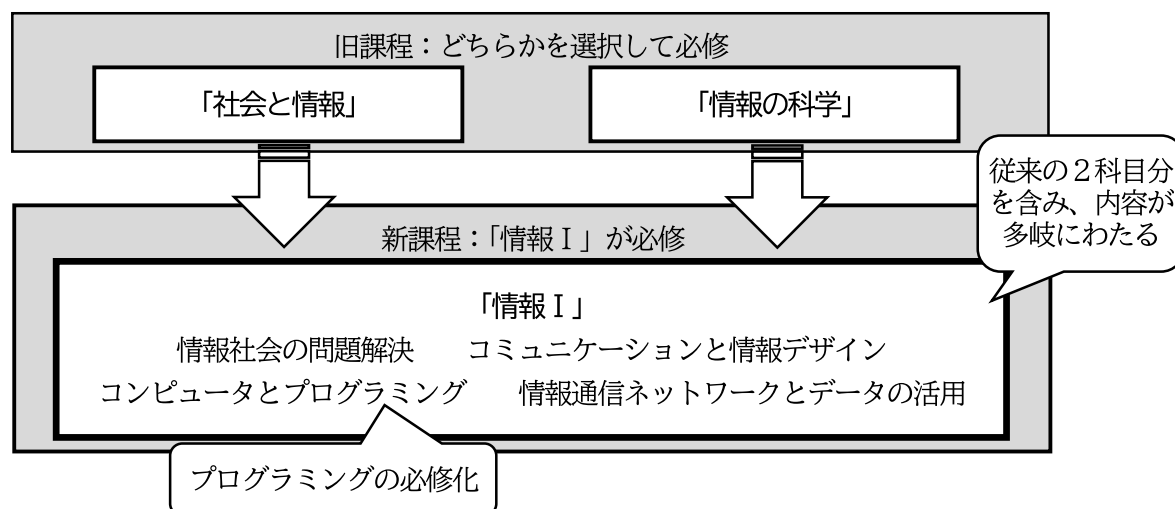 旧課程：どちらかを選択して必修
「社会と情報」
「情報の科学」
従来の２科目分
を含み、内容が
多岐にわたる
新課程：「情報Ⅰ」が必修
「情報Ⅰ」
情報社会の問題解決
コミュニケーションと情報デザイン
コンピュータとプログラミング
情報通信ネットワークとデータの活用
プログラミングの必修化